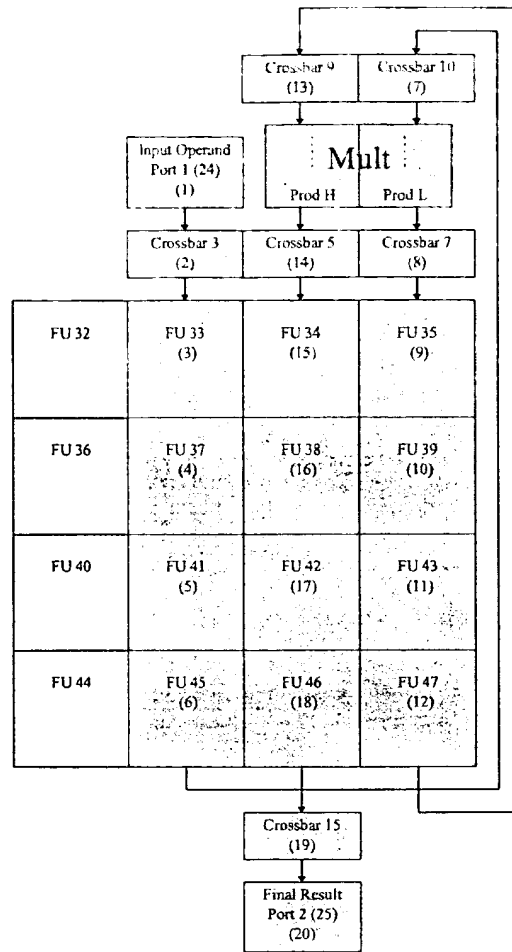 Crossbar 9 Crossbar 10
(13) (7)
Input Operand
Port 1 (24)
(1)
Mult
Prod H Prod L
Crossbar 3 Crossbar 5 Crossbar 7
(2) (14) (8)
FU 32 FU 33 FU 34 FU 35
(3) (15) (9)
FU 36 FU 37 FU 38 FU 39
(4) (16) (10)
FU 40 FU 41 FU 42 FU 43
(5) (17) (11)
FU 44 FU 45 FU 46 FU 47
(6) (18) (12)
Crossbar 15
(19)
Final Result
Port 2 (25)
(20)